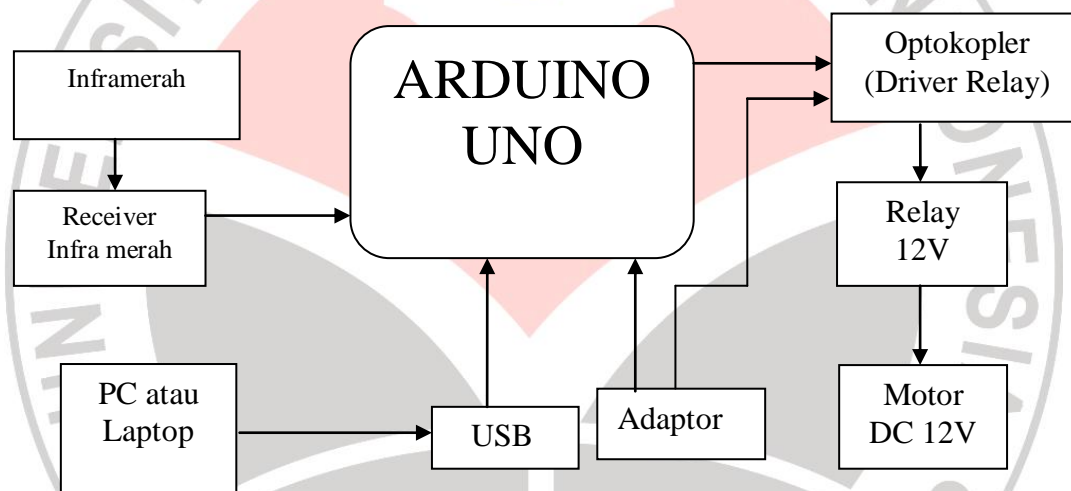 Inframerah
ARDUINO
UNO
Optokopler
(Driver Relay)
Receiver
Infra merah
Relay
12V
PC atau
Laptop
USB
Adaptor
Motor
DC 12V